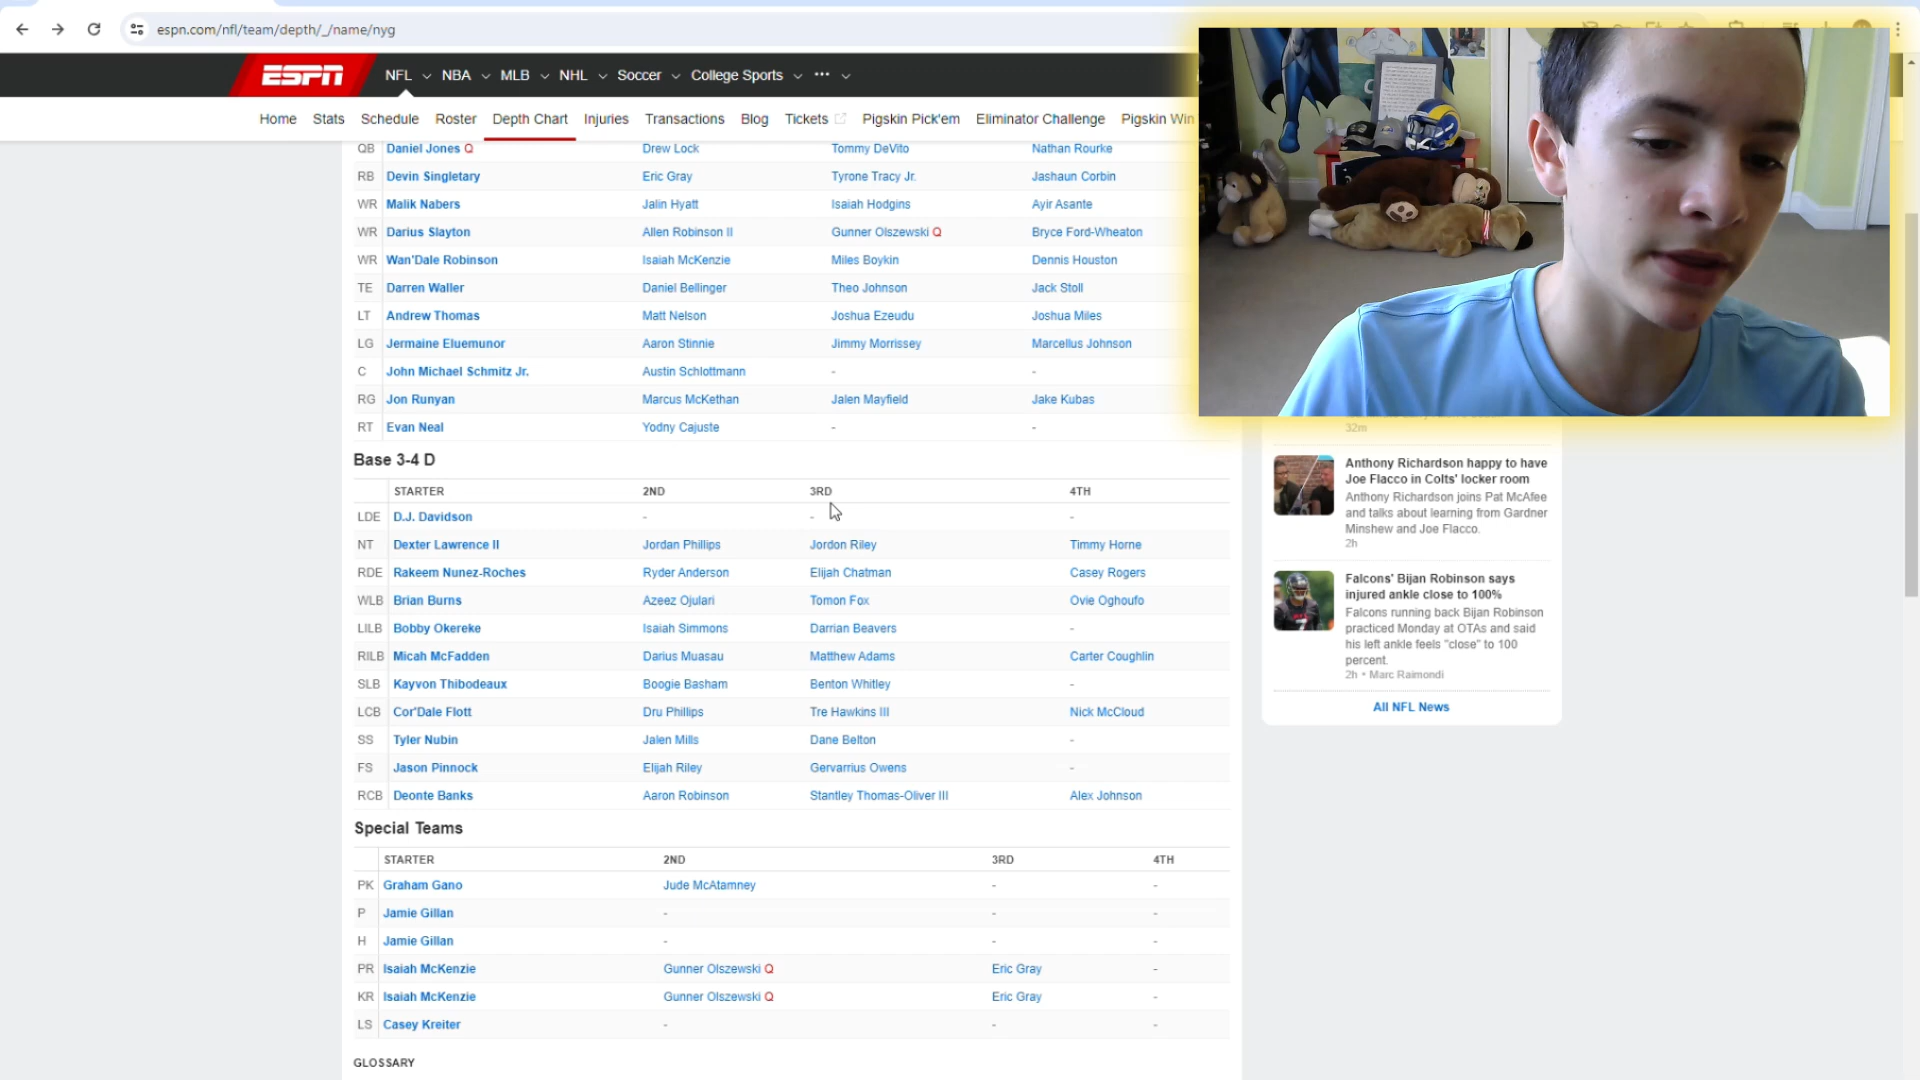 espn.com/nfl/team/depth/_/name/nyg
ESPN NFL NBA MLB NHL Soccer College Sports ···
Home Stats Schedule Roster Depth Chart Injuries Transactions Blog Tickets Pigskin Pick'em Eliminator Challenge Pigskin Win
QB Daniel Jones Q Drew Lock Tommy DeVito Nathan Rourke
RB Devin Singletary Eric Gray Tyrone Tracy Jr. Jashaun Corbin
WR Malik Nabers Jalin Hyatt Isaiah Hodgins Ayir Asante
WR Darius Slayton Allen Robinson II Gunner Olszewski Q Bryce Ford-Wheaton
WR Wan'Dale Robinson Isaiah McKenzie Miles Boykin Dennis Houston
TE Darren Waller Daniel Bellinger Theo Johnson Jack Stoll
LT Andrew Thomas Matt Nelson Joshua Ezeudu Joshua Miles
LG Jermaine Eluemunor Aaron Stinnie Jimmy Morrissey Marcellus Johnson
C John Michael Schmitz Jr. Austin Schlottmann - -
RG Jon Runyan Marcus McKethan Jalen Mayfield Jake Kubas
RT Evan Neal Yodny Cajuste - -
Base 3-4 D
STARTER 2ND 3RD 4TH
LDE D.J. Davidson - - -
NT Dexter Lawrence II Jordan Phillips Jordon Riley Timmy Horne
RDE Rakeem Nunez-Roches Ryder Anderson Elijah Chatman Casey Rogers
WLB Brian Burns Azeez Ojulari Tomon Fox Ovie Oghoufo
LILB Bobby Okereke Isaiah Simmons Darrian Beavers -
RILB Micah McFadden Darius Muasau Matthew Adams Carter Coughlin
SLB Kayvon Thibodeaux Boogie Basham Benton Whitley -
LCB Cor'Dale Flott Dru Phillips Tre Hawkins III Nick McCloud
SS Tyler Nubin Jalen Mills Dane Belton -
FS Jason Pinnock Elijah Riley Gervarrius Owens -
RCB Deonte Banks Aaron Robinson Stantley Thomas-Oliver III Alex Johnson
Special Teams
STARTER 2ND 3RD 4TH
PK Graham Gano Jude McAtamney - -
P Jamie Gillan - - -
H Jamie Gillan - - -
PR Isaiah McKenzie Gunner Olszewski Q Eric Gray -
KR Isaiah McKenzie Gunner Olszewski Q Eric Gray -
LS Casey Kreiter - - -
GLOSSARY
32m
Anthony Richardson happy to have
Joe Flacco in Colts' locker room
Anthony Richardson joins Pat McAfee
and talks about learning from Gardner
Minshew and Joe Flacco.
2h
Falcons' Bijan Robinson says
injured ankle close to 100%
Falcons running back Bijan Robinson
practiced Monday at OTAs and said
his left ankle feels "close" to 100
percent.
2h • Marc Raimondi
All NFL News